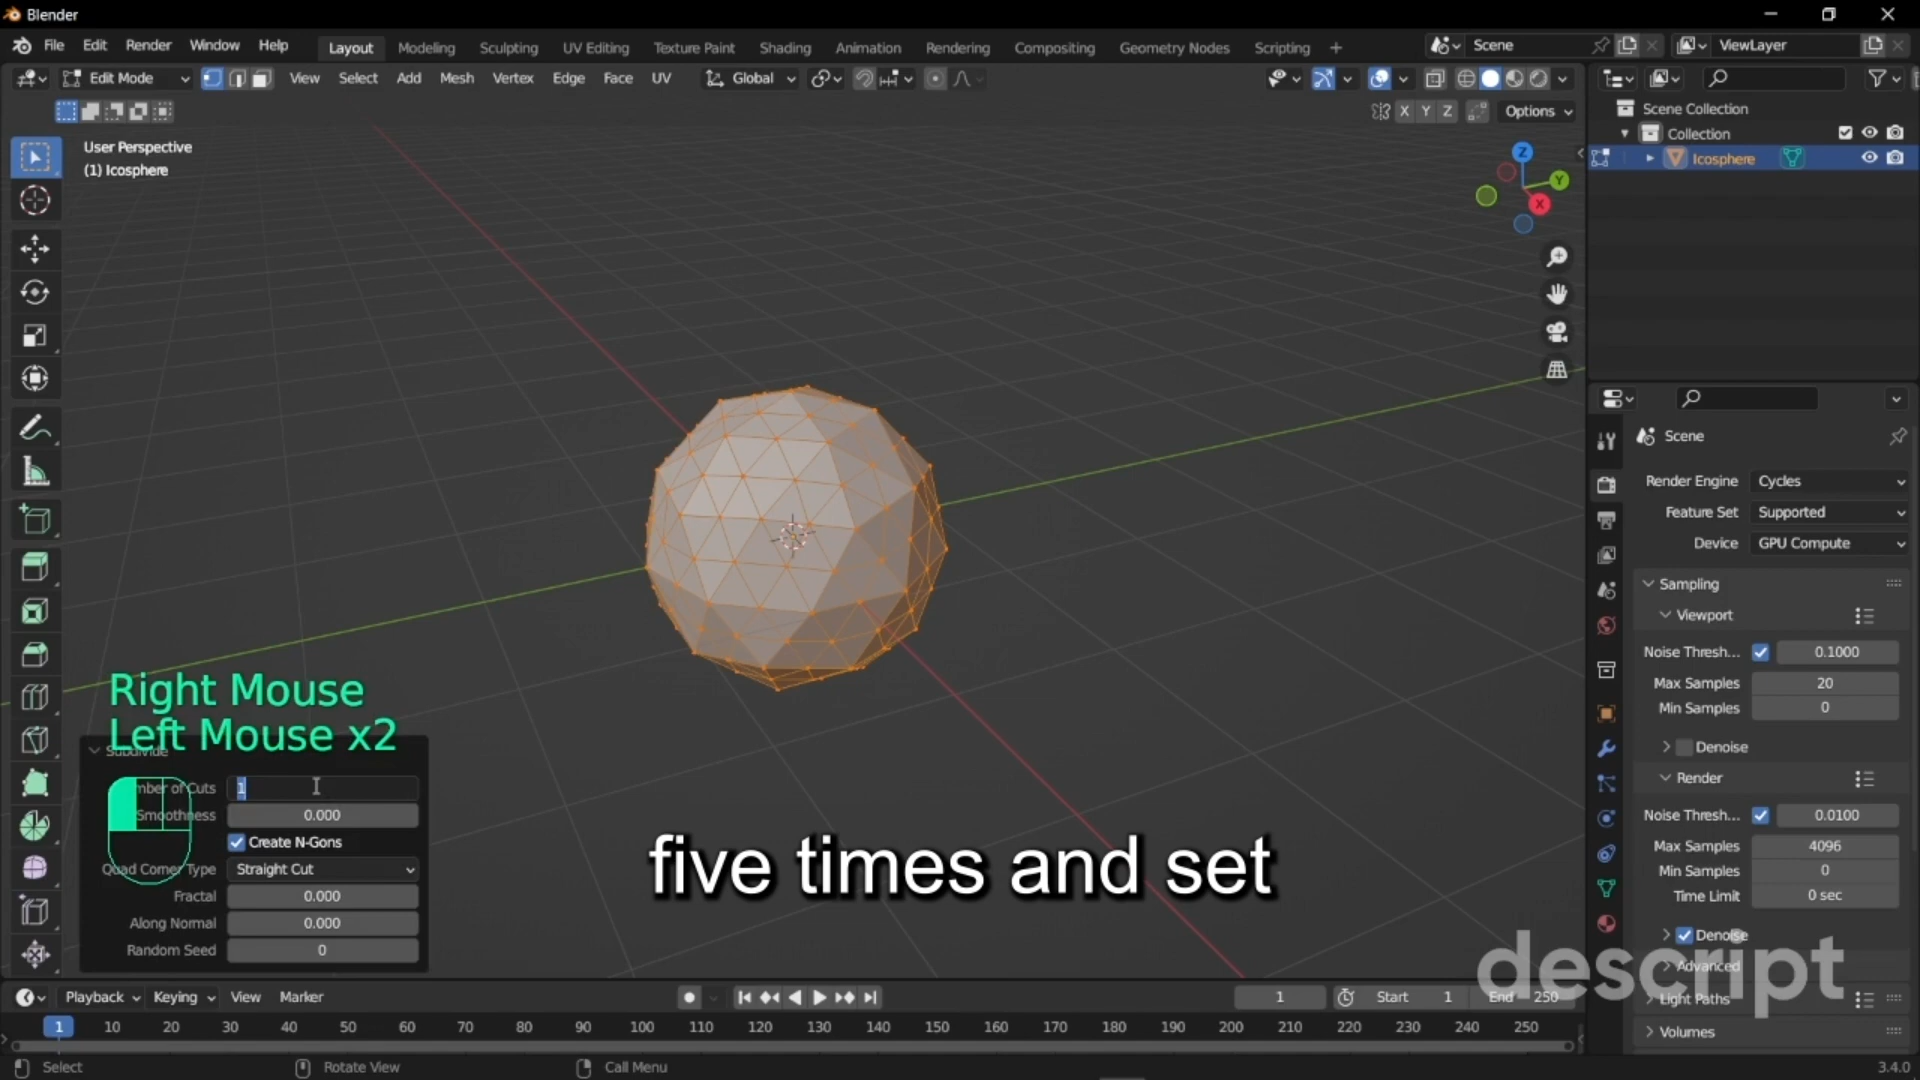 Blender
File Edit Render Window Help Layout Modeling Sculpting UV Editing Texture Paint Shading Animation Rendering Compositing Geometry Nodes Scripting + Scene ViewLayer
Edit Mode View Select Add Mesh Vertex Edge Face UV Global
X Y Z Options
User Perspective
(1) Icosphere
Z
Y
X
Scene Collection
Collection
Icosphere
Scene
Render Engine Cycles
Feature Set Supported
Device GPU Compute
Sampling
Viewport
Noise Thresh... 0.1000
Max Samples 20
Min Samples 0
Denoise
Render
Noise Thresh... 0.0100
Max Samples 4096
Min Samples 0
Time Limit 0 sec
Denoise
Advanced
Light Paths
Volumes
Right Mouse
Left Mouse x2
Subdivide
mber of Cuts 1
Smoothness 0.000
Create N-Gons
Quad Corner Type Straight Cut
Fractal 0.000
Along Normal 0.000
Random Seed 0
five times and set
descript
Playback Keying View Marker 1 Start 1 End 250
1 10 20 30 40 50 60 70 80 90 100 110 120 130 140 150 160 170 180 190 200 210 220 230 240 250
Select Rotate View Call Menu 3.4.0